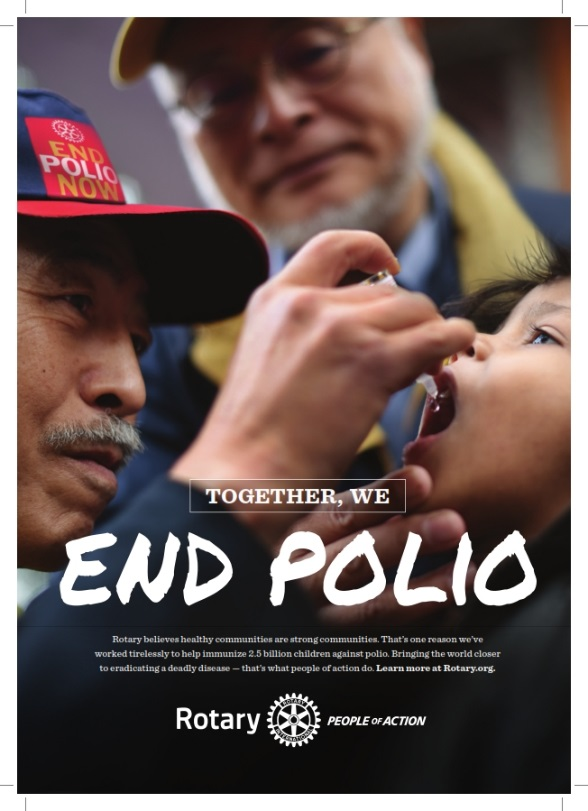 END
POLIO
NOW
TOGETHER, WE
END POLIO
Rotary believes healthy communities are strong communities. That's one reason we've
worked tirelessly to help immunize 2.5 billion children against polio. Bringing the world closer
to eradicating a deadly disease — that's what people of action do. Learn more at Rotary.org.
Rotary
ROTARY
INTERNATIONAL
PEOPLE OF ACTION